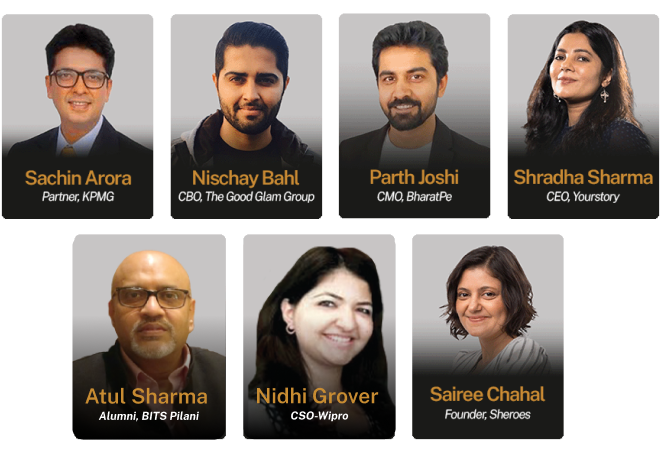 Sachin Arora
Partner, KPMG
Nischay Bahl
CBO, The Good Glam Group
Parth Joshi
CMO, BharatPe
Shradha Sharma
CEO, Yourstory
Atul Sharma
Alumni, BITS Pilani
Nidhi Grover
CSO-Wipro
Sairee Chahal
Founder, Sheroes